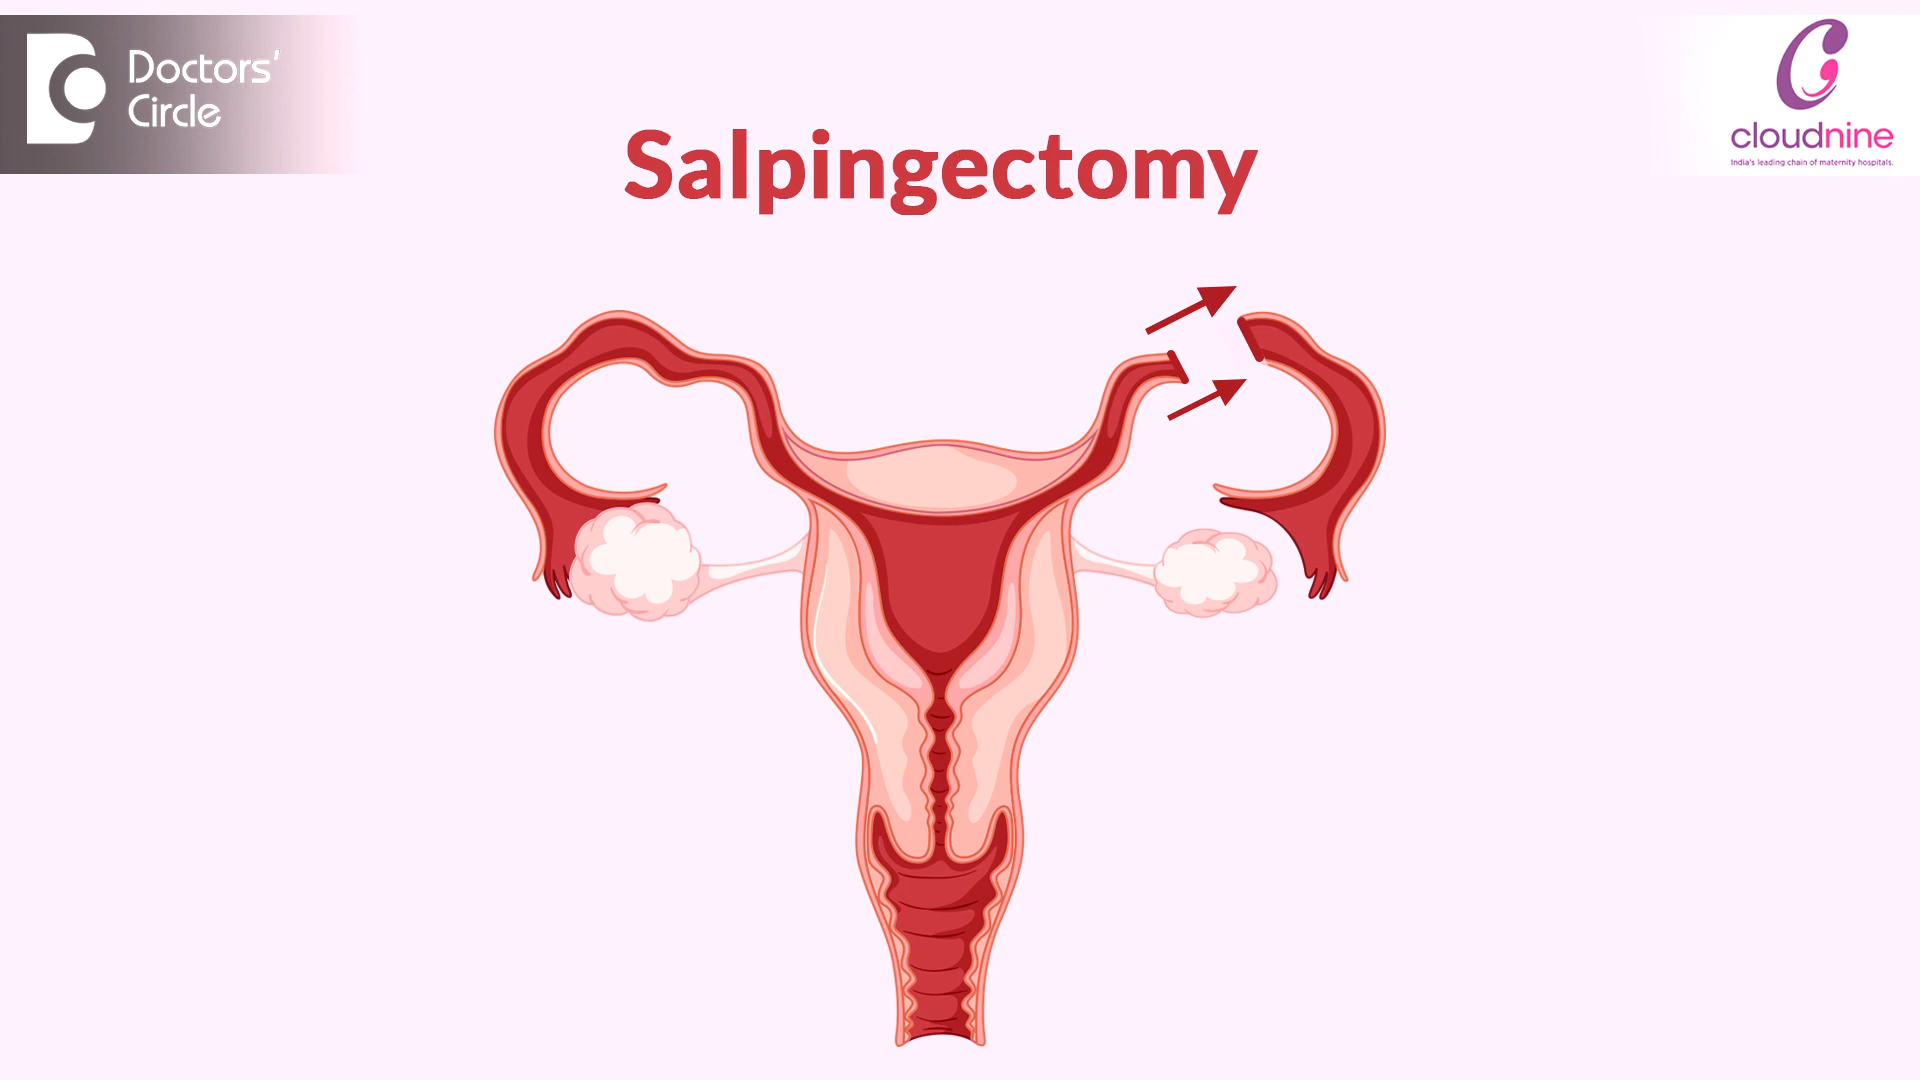 Doctors'
Circle
Salpingectomy
cloudnine
India's leading chain of maternity hospitals.